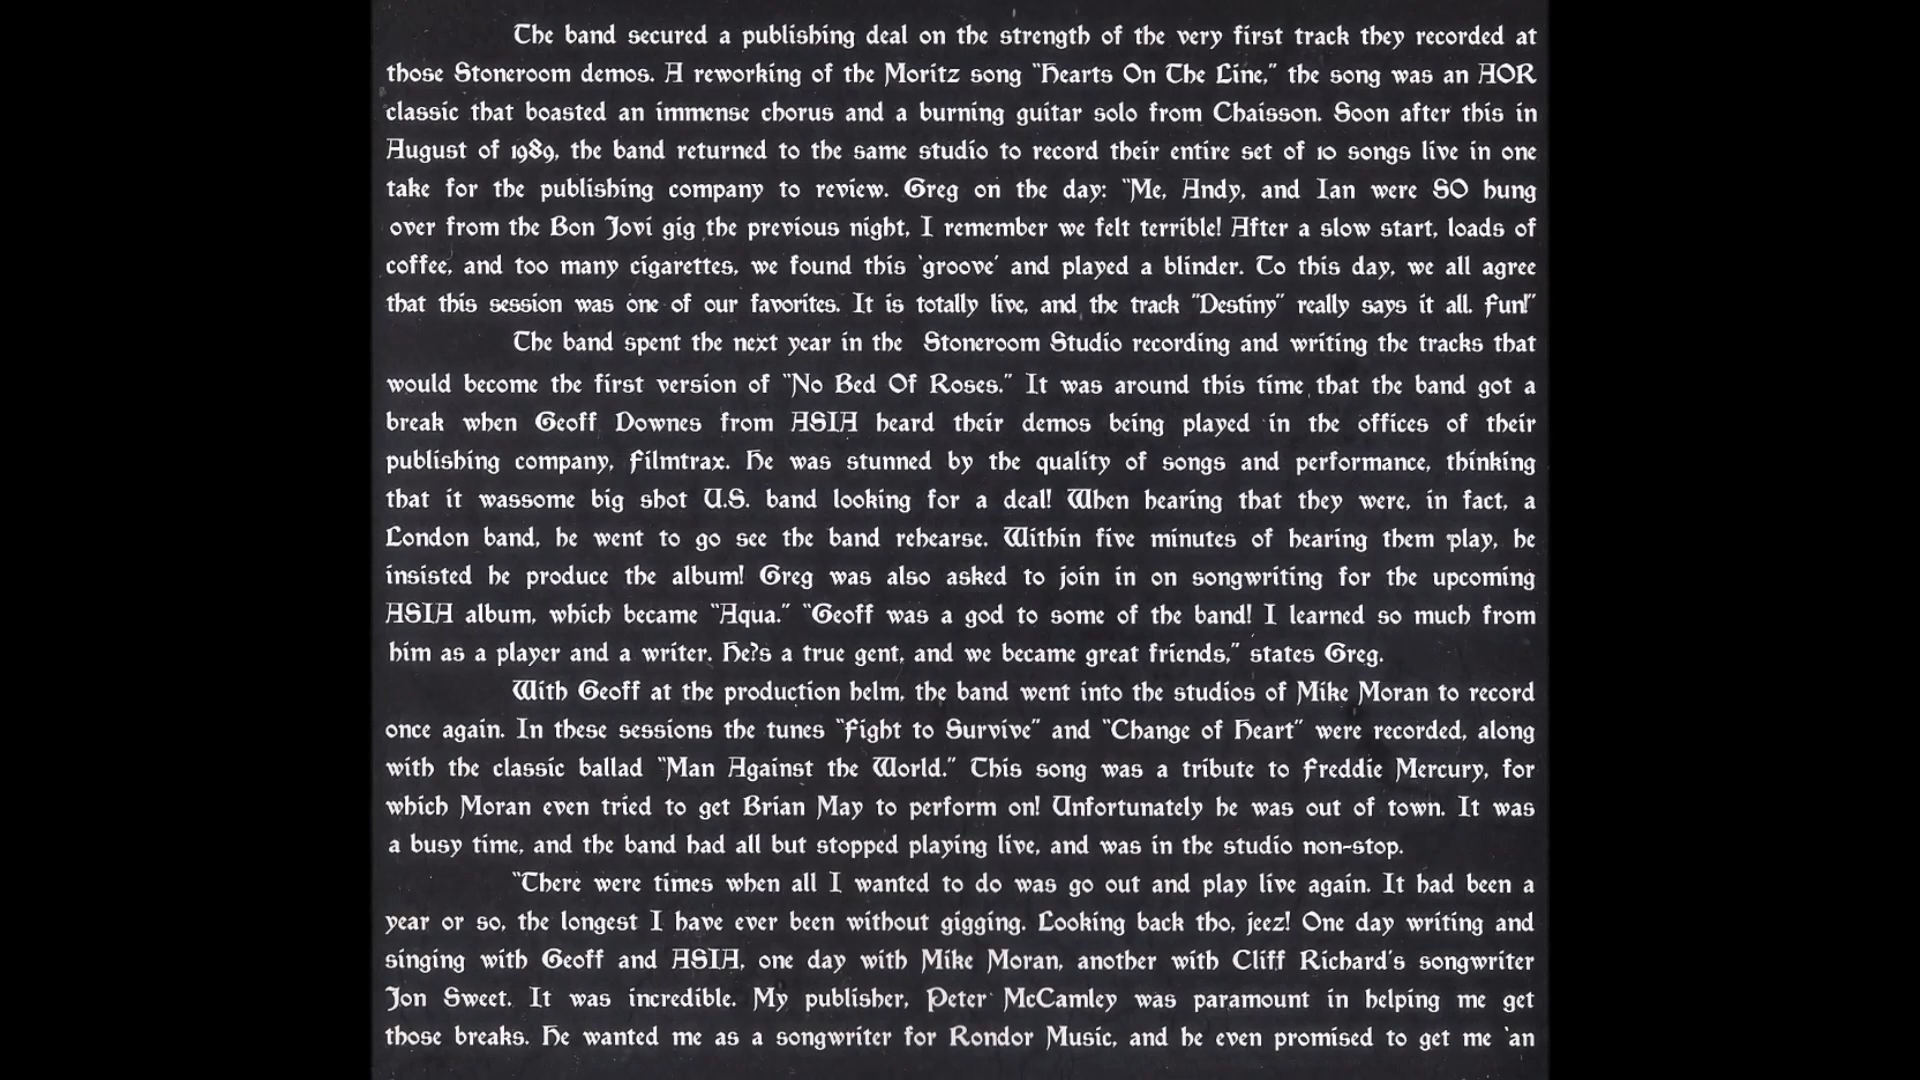 The band secured a publishing deal on the strength of the very first track they recorded at
those Stoneroom demos. A reworking of the Moritz song "Hearts On The Line," the song was an AOR
classic that boasted an immense chorus and a burning guitar solo from Chaisson. Soon after this in
August of 1989, the band returned to the same studio to record their entire set of 10 songs live in one
take for the publishing company to review. Greg on the day: "Me, Andy, and Ian were SO hung
over from the Bon Jovi gig the previous night, I remember we felt terrible! After a slow start, loads of
coffee, and too many cigarettes, we found this 'groove' and played a blinder. To this day, we all agree
that this session was one of our favorites. It is totally live, and the track "Destiny" really says it all. Fun!"
The band spent the next year in the Stoneroom Studio recording and writing the tracks that
would become the first version of "No Bed Of Roses." It was around this time that the band got a
break when Geoff Downes from ASIA heard their demos being played in the offices of their
publishing company, Filmtrax. He was stunned by the quality of songs and performance, thinking
that it wassome big shot U.S. band looking for a deal! When hearing that they were, in fact, a
London band, he went to go see the band rehearse. Within five minutes of hearing them play, he
insisted he produce the album! Greg was also asked to join in on songwriting for the upcoming
ASIA album, which became "Aqua." "Geoff was a god to some of the band! I learned so much from
him as a player and a writer. He?s a true gent, and we became great friends," states Greg.
With Geoff at the production helm, the band went into the studios of Mike Moran to record
once again. In these sessions the tunes "Fight to Survive" and "Change of Heart" were recorded, along
with the classic ballad "Man Against the World." This song was a tribute to Freddie Mercury, for
which Moran even tried to get Brian May to perform on! Unfortunately he was out of town. It was
a busy time, and the band had all but stopped playing live, and was in the studio non-stop.
"There were times when all I wanted to do was go out and play live again. It had been a
year or so, the longest I have ever been without gigging. Looking back tho, jeez! One day writing and
singing with Geoff and ASIA, one day with Mike Moran, another with Cliff Richard's songwriter
Jon Sweet. It was incredible. My publisher, Peter McCamley was paramount in helping me get
those breaks. He wanted me as a songwriter for Rondor Music, and he even promised to get me 'an